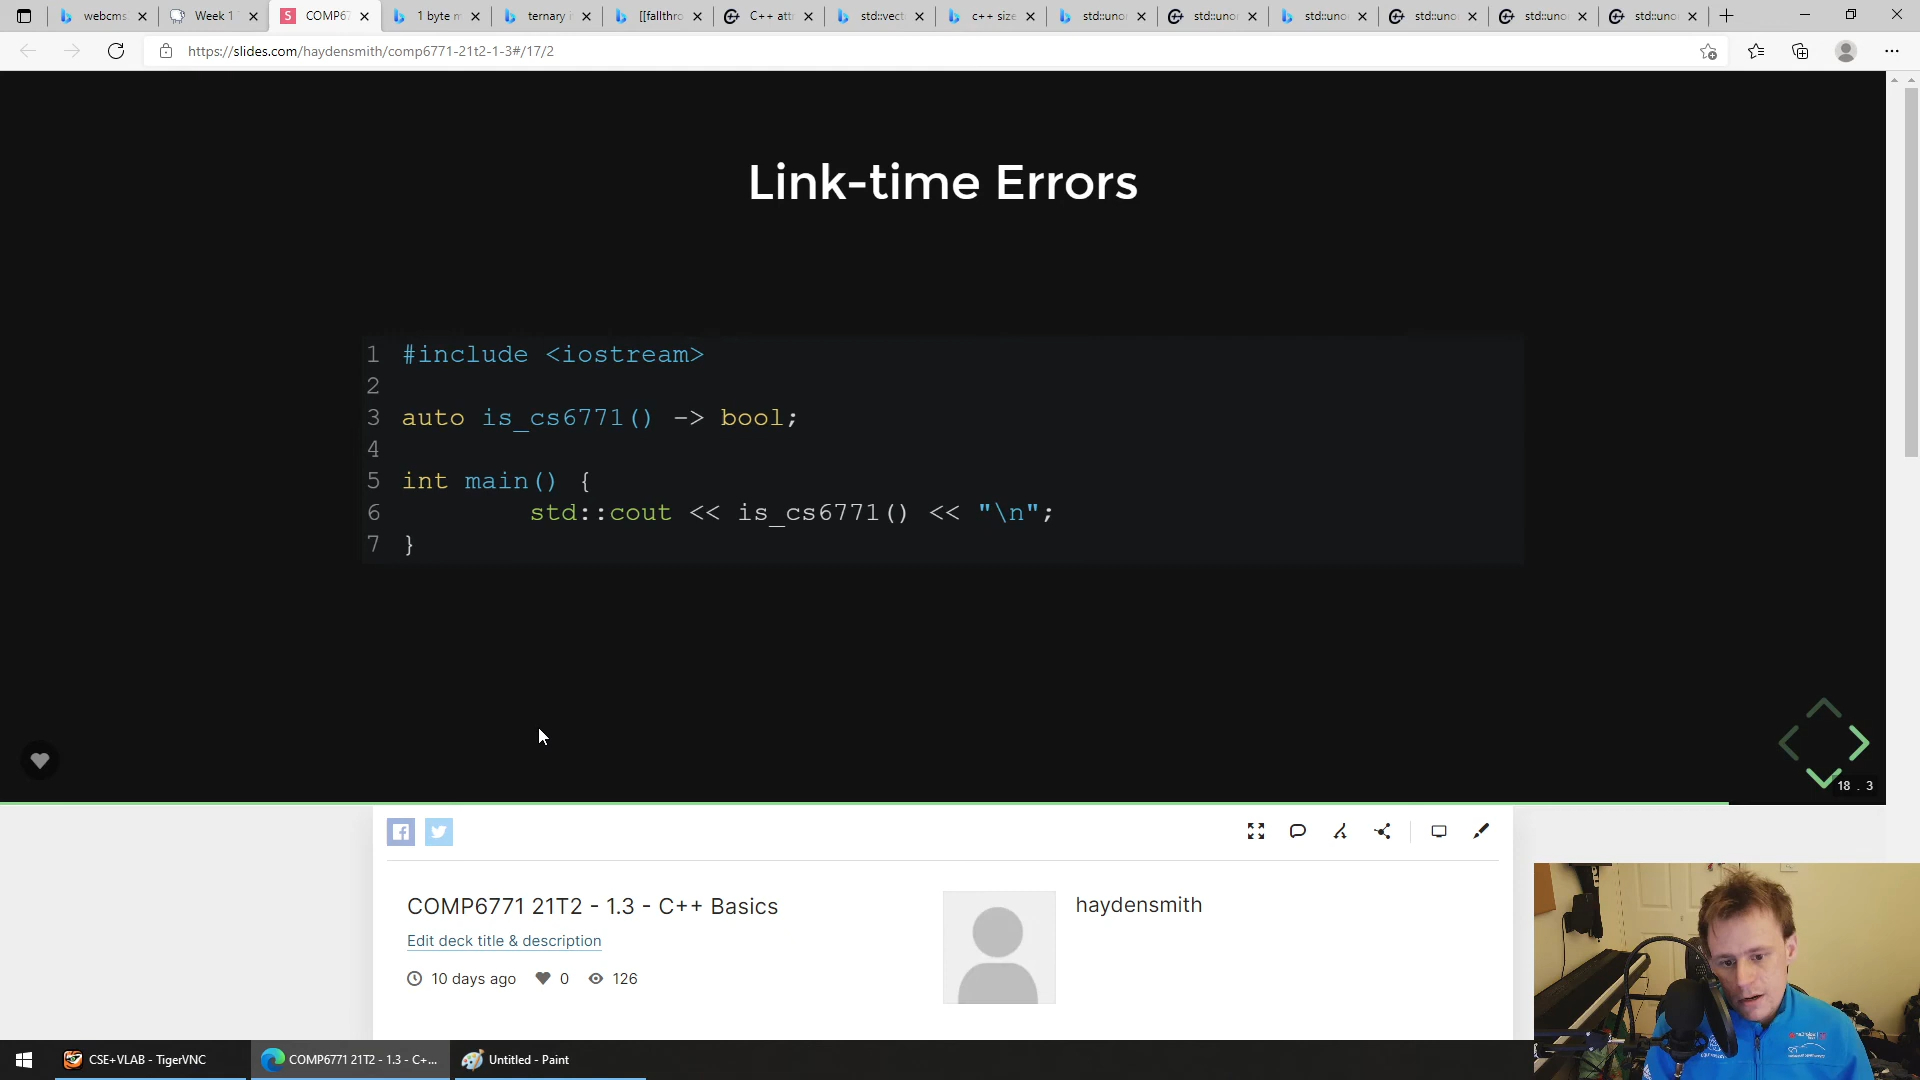 webcms
Week 1
COMP67
1 byte
ternary
[[fallthro
C++ att
std::vect
c++ size
std::uno
std::uno
std::uno
std::uno
std::uno
std::uno
https://slides.com/haydensmith/comp6771-21t2-1-3#/17/2
Link-time Errors
1 #include <iostream>
2
3 auto is_cs6771() -> bool;
4
5 int main() {
6 std::cout << is_cs6771() << "\n";
7 }
18 . 3
COMP6771 21T2 - 1.3 - C++ Basics
haydensmith
Edit deck title & description
10 days ago 0 126
CSE+VLAB - TigerVNC
COMP6771 21T2 - 1.3 - C+...
Untitled - Paint